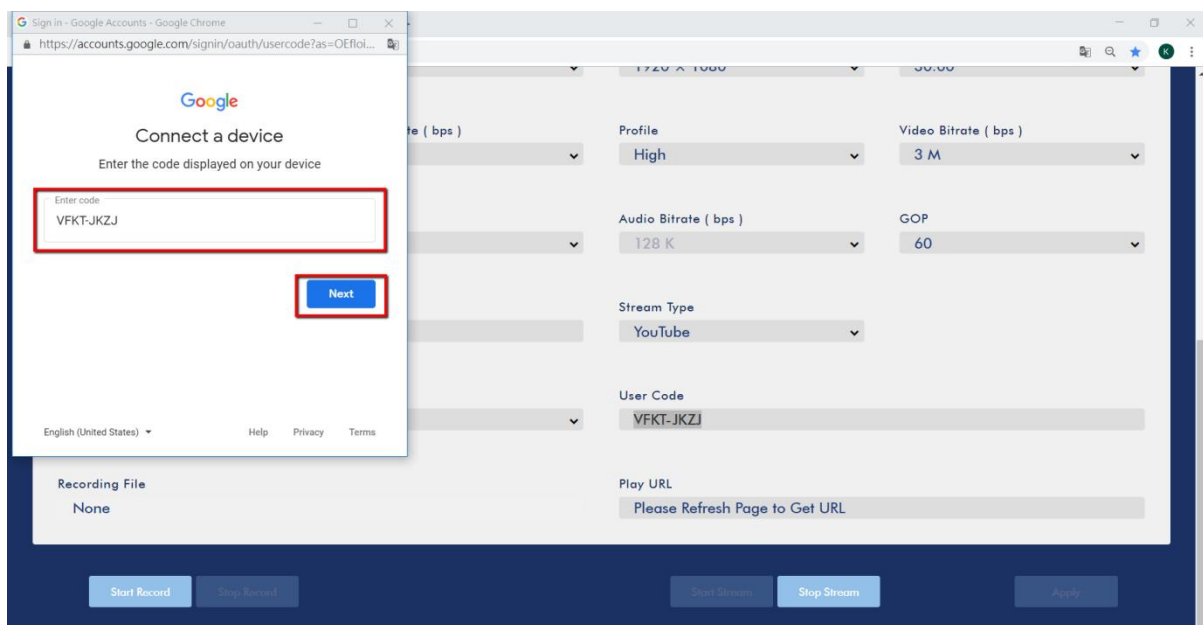 Sign in - Google Accounts - Google Chrome
https://accounts.google.com/signin/oauth/usercode?as=OEfloi...
K
Google
Connect a device
Enter the code displayed on your device
Enter code
VFKT-JKZJ
Next
English (United States) Help Privacy Terms
1920 X 1080
te ( bps ) Profile Video Bitrate ( bps )
High 3 M
Audio Bitrate ( bps ) GOP
128 K 60
Stream Type
YouTube
User Code
VFKT-JKZJ
Recording File Play URL
None Please Refresh Page to Get URL
Start Record Stop Record Start Stream Stop Stream Apply